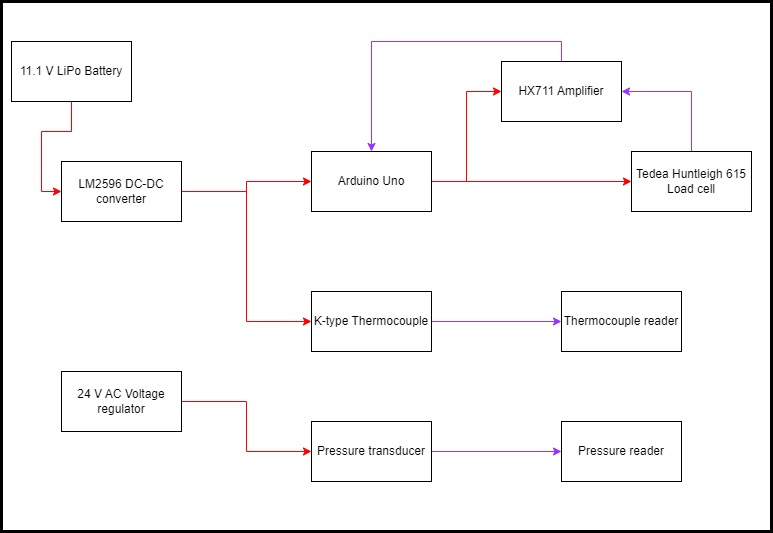 11.1 V LiPo Battery
HX711 Amplifier
LM2596 DC-DC
converter
Arduino Uno
Tedea Huntleigh 615
Load cell
K-type Thermocouple
Thermocouple reader
24 V AC Voltage
regulator
Pressure transducer
Pressure reader